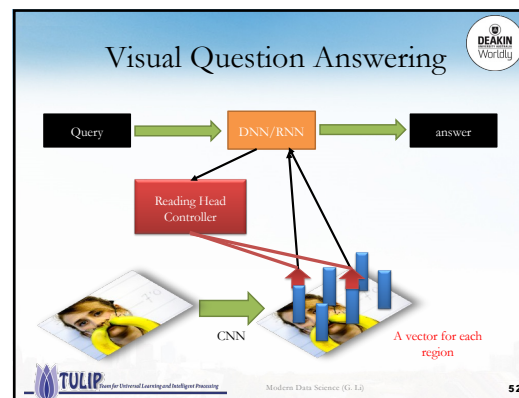 Visual Question Answering
DEAKIN
Worldly
Query
DNN/RNN
answer
Reading Head
Controller
CNN
A vector for each
region
TULIP Team for Universal Learning and Intelligent Processing
Modern Data Science (G. Li)
52